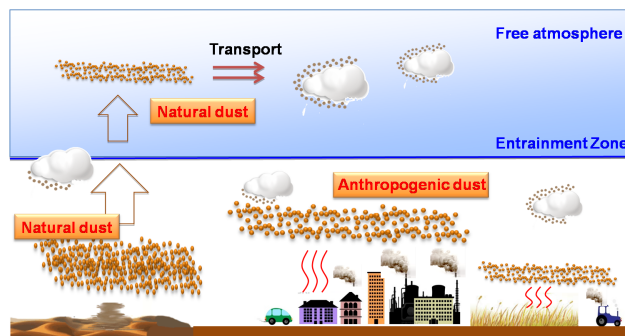 Free atmosphere
Transport
Natural dust
Entrainment Zone
Anthropogenic dust
Natural dust